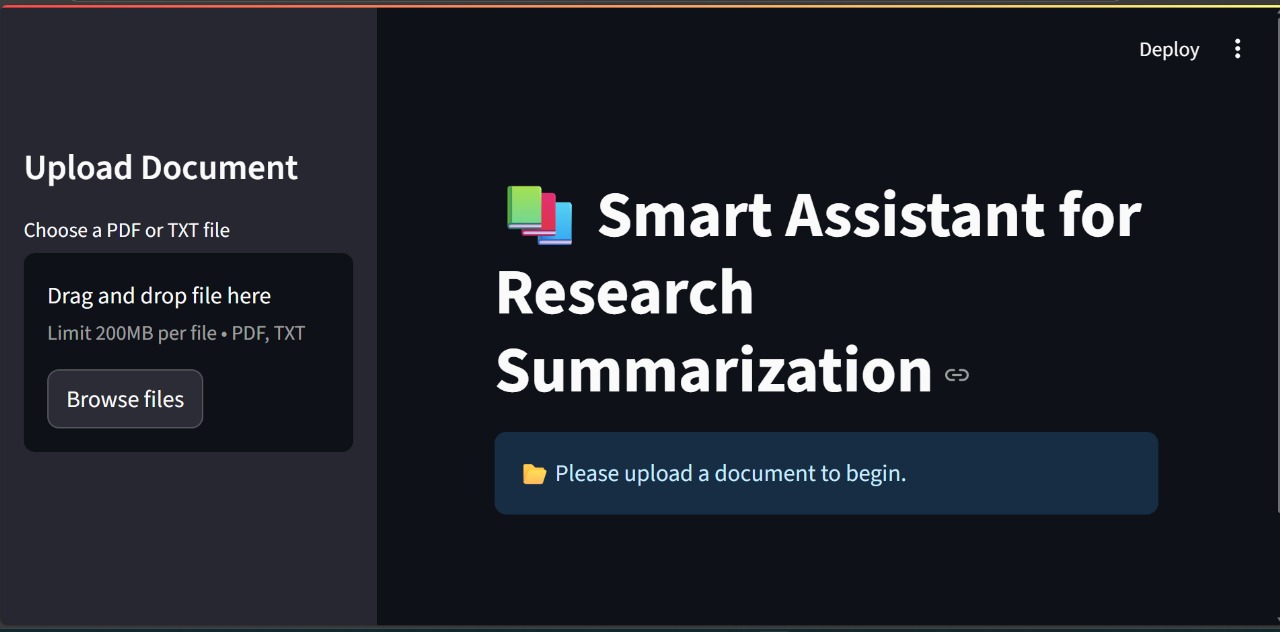 Deploy
Upload Document
Choose a PDF or TXT file
Drag and drop file here
Limit 200MB per file • PDF, TXT
Browse files
📚 Smart Assistant for
Research
Summarization
📂 Please upload a document to begin.